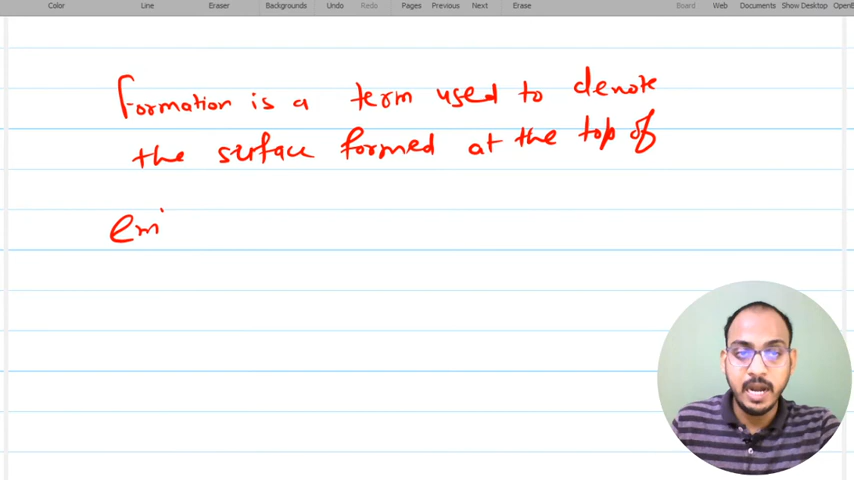 Color Line Eraser Backgrounds Undo Redo Pages Previous Next Erase Board Web Documents Show Desktop OpenB
Formation is a term used to denote
the surface formed at the top of
em